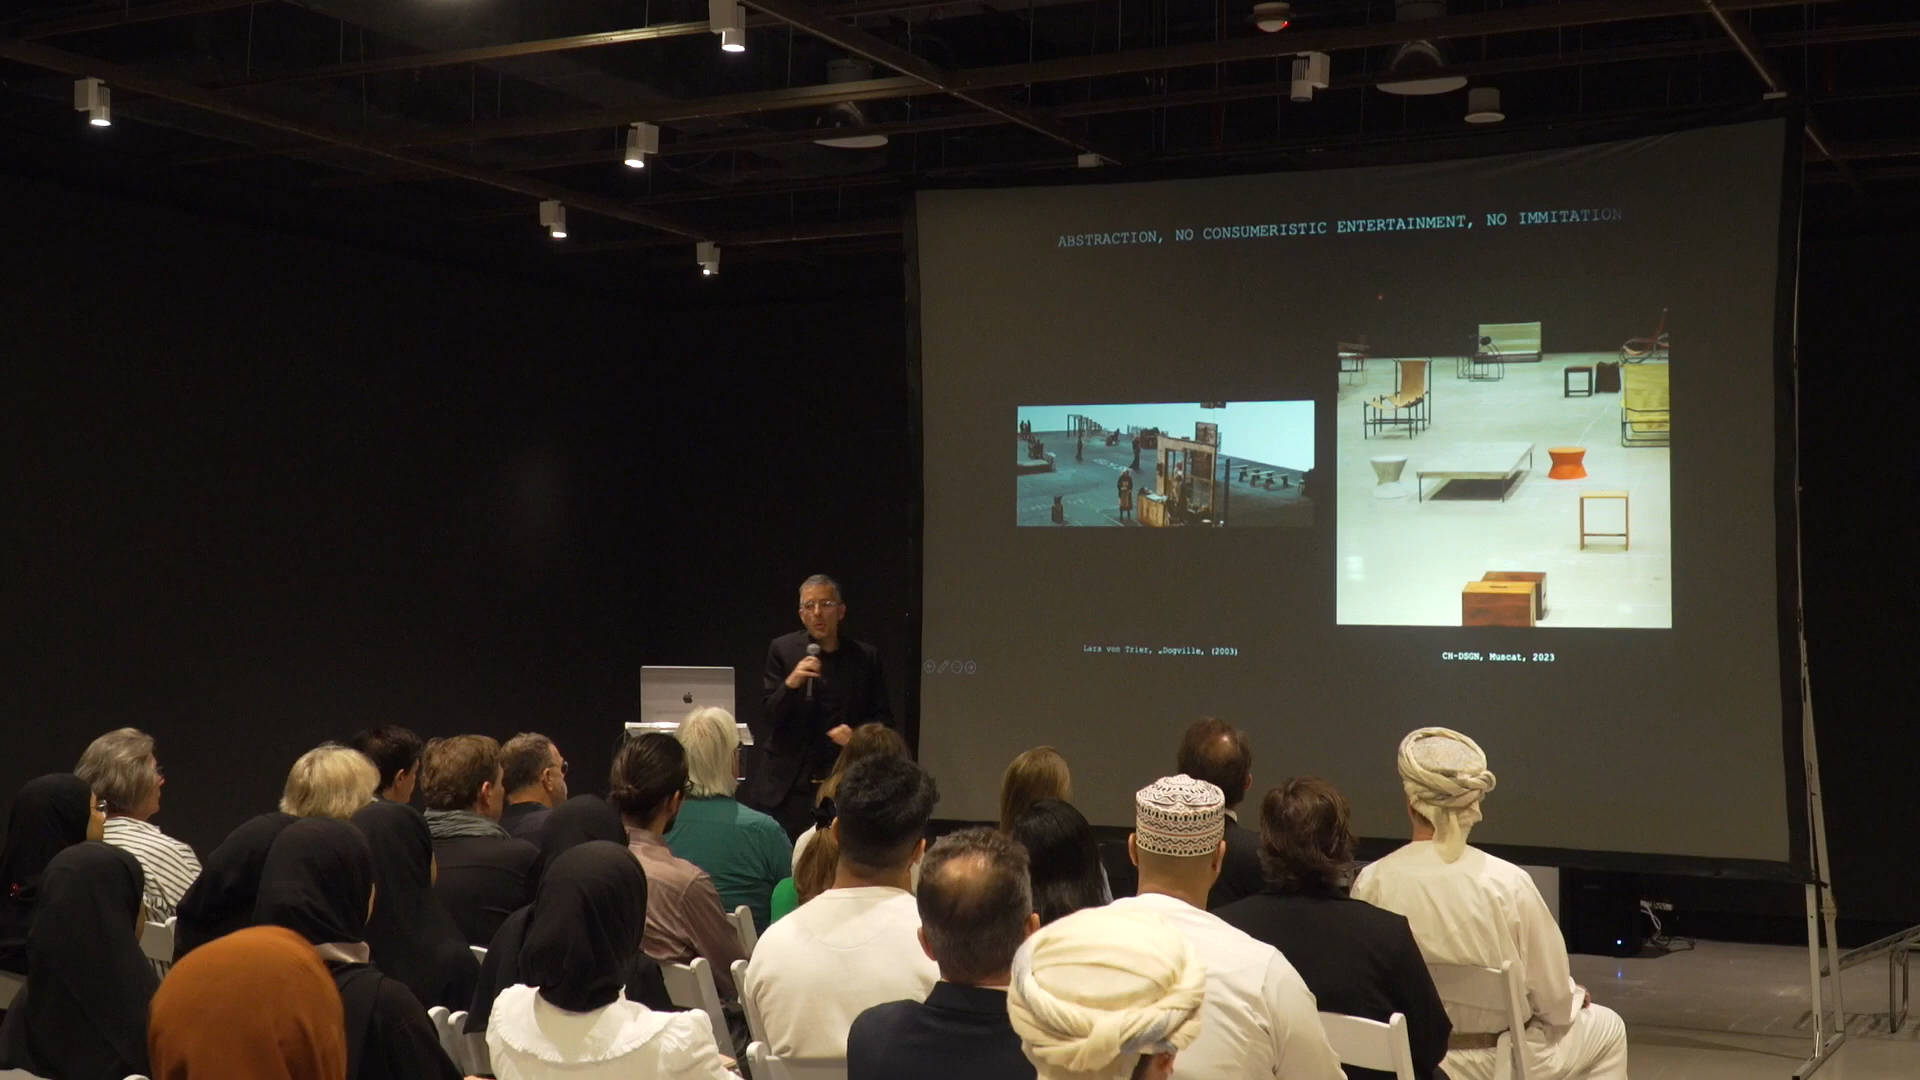 ABSTRACTION, NO CONSUMERISTIC ENTERTAINMENT, NO IMMITATION
Lars von Trier, „Dogville, (2003)
CH-DSGN, Muscat, 2023